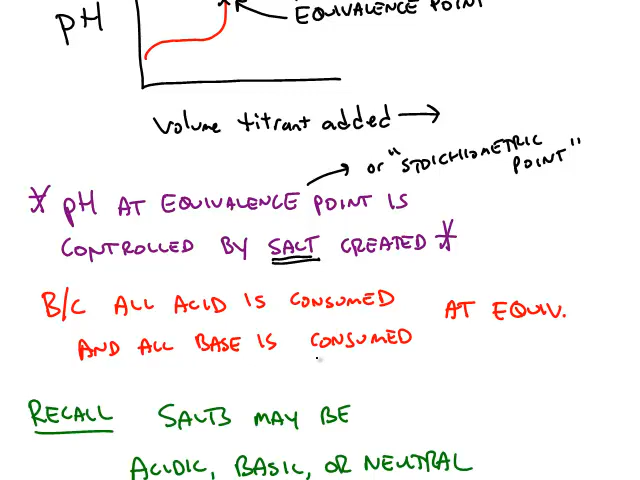 EQUIVALENCE POINT
pH
Volume titrant added →
or "STOICHIOMETRIC
POINT"
* pH AT EQUIVALENCE POINT IS
CONTROLLED BY SALT CREATED *
B/C ALL ACID IS CONSUMED
AND ALL BASE IS CONSUMED
AT EQUIV.
RECALL SALTS MAY BE
ACIDIC, BASIC, OR NEUTRAL